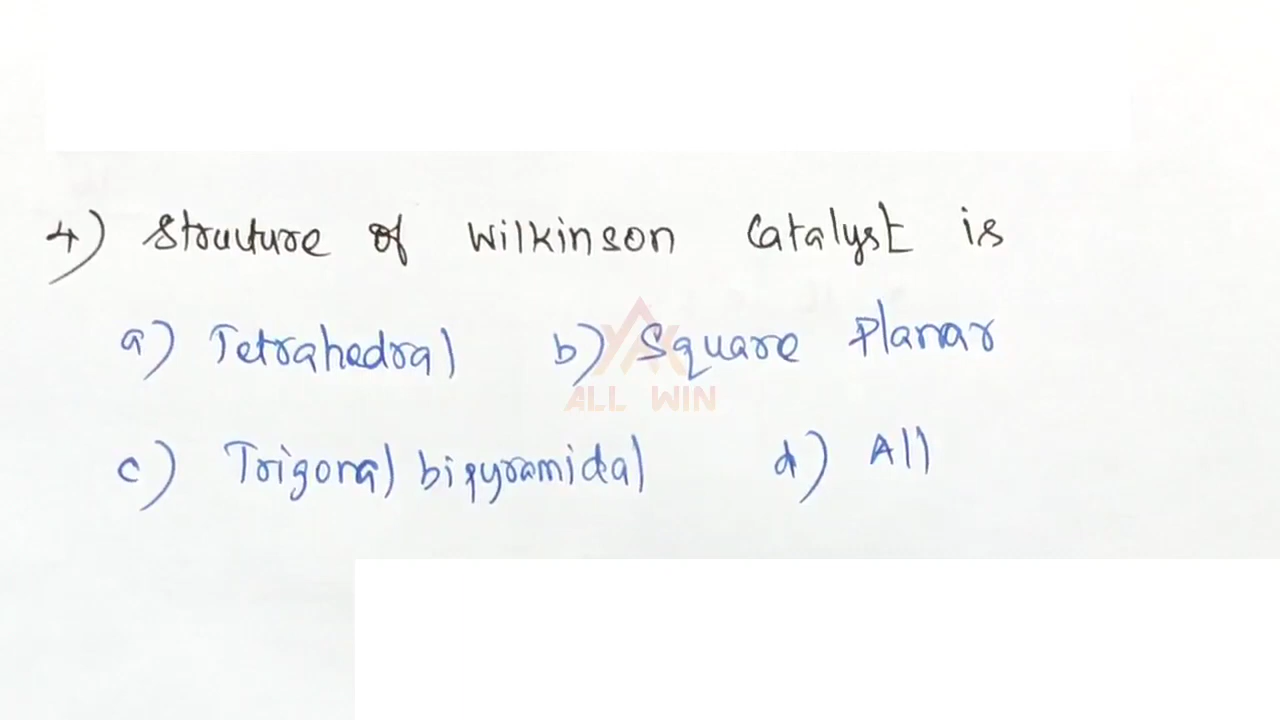 4) Structure of Wilkinson Catalyst is
a) Tetrahedral b) Square Planar
ALL WIN
c) Trigonal bipyramidal d) All